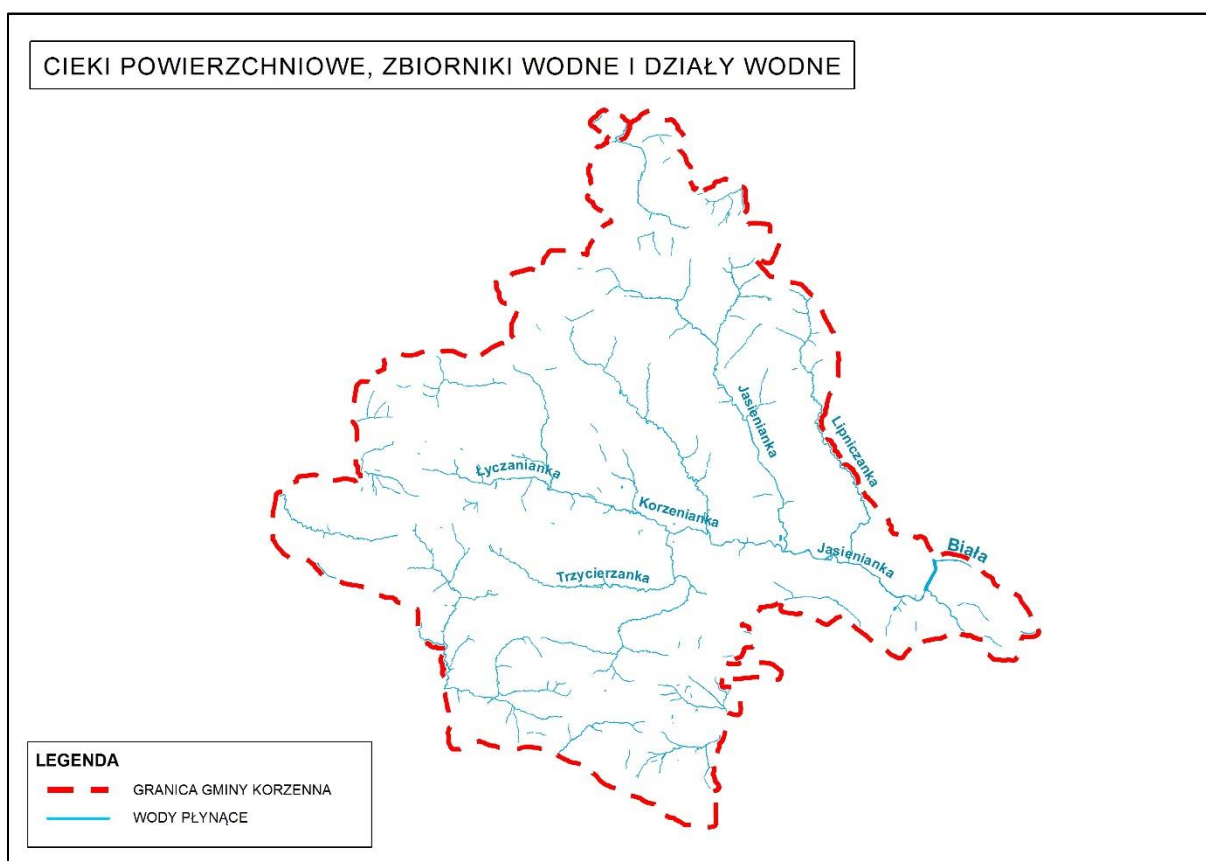 CIEKI POWIERZCHNIOWE, ZBIORNIKI WODNE I DZIAŁY WODNE
Jasienianka
Lipniczanka
Łyczanianka
Korzenianka
Jasienianka
Biała
Trzycierzanka
LEGENDA
GRANICA GMINY KORZENNA
WODY PŁYNĄCE